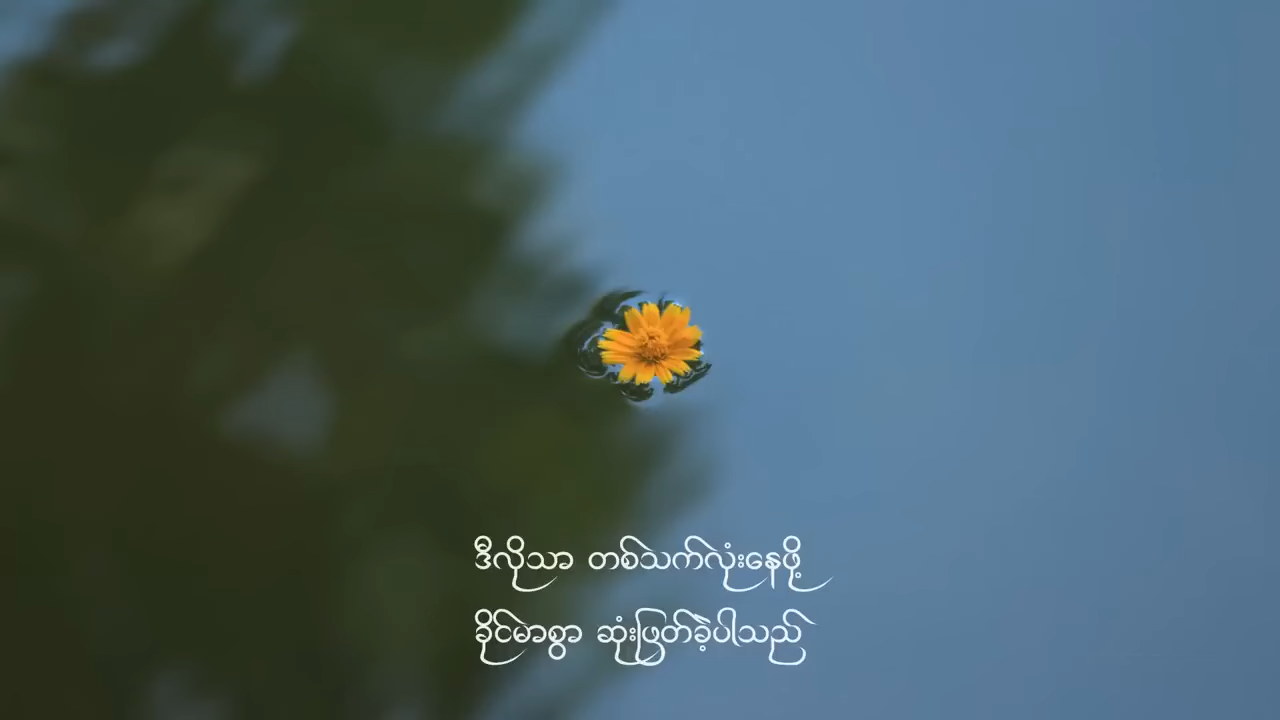 ဒီလိုသာ တစ်သက်လုံးနေဖို့
ခိုင်မာစွာ ဆုံးဖြတ်ခဲ့ပါသည်